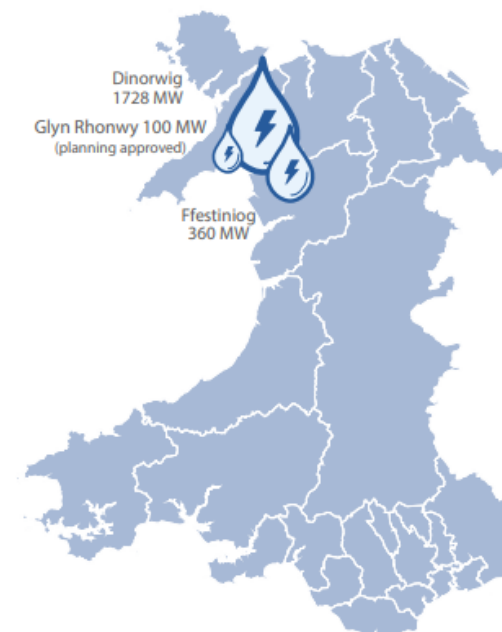 Dinorwig
1728 MW
Glyn Rhonwy 100 MW
(planning approved)
Ffestiniog
360 MW